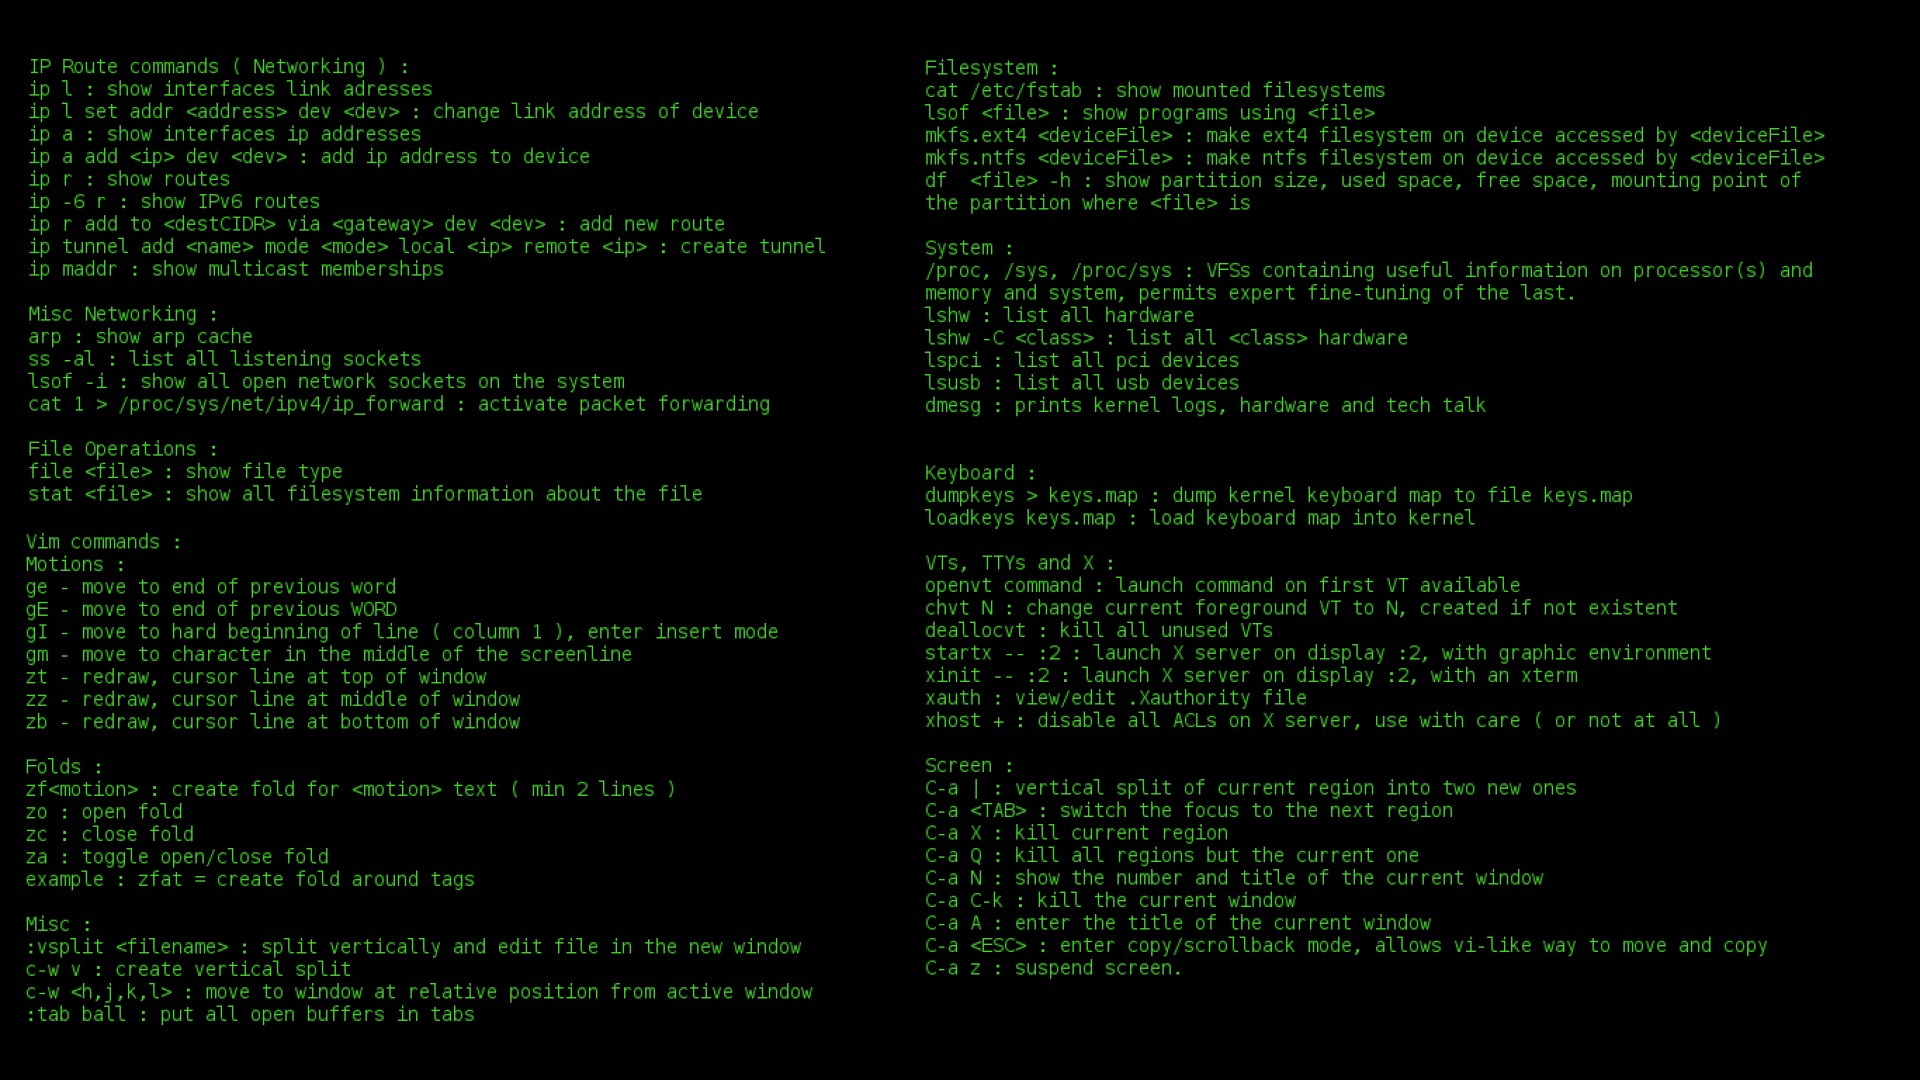 IP Route commands ( Networking ) :
ip l : show interfaces link adresses
ip l set addr <address> dev <dev> : change link address of device
ip a : show interfaces ip addresses
ip a add <ip> dev <dev> : add ip address to device
ip r : show routes
ip -6 r : show IPv6 routes
ip r add to <destCIDR> via <gateway> dev <dev> : add new route
ip tunnel add <name> mode <mode> local <ip> remote <ip> : create tunnel
ip maddr : show multicast memberships
Misc Networking :
arp : show arp cache
ss -al : list all listening sockets
lsof -i : show all open network sockets on the system
cat 1 > /proc/sys/net/ipv4/ip_forward : activate packet forwarding
File Operations :
file <file> : show file type
stat <file> : show all filesystem information about the file
Vim commands :
Motions :
ge - move to end of previous word
gE - move to end of previous WORD
gI - move to hard beginning of line ( column 1 ), enter insert mode
gm - move to character in the middle of the screenline
zt - redraw, cursor line at top of window
zz - redraw, cursor line at middle of window
zb - redraw, cursor line at bottom of window
Folds :
zf<motion> : create fold for <motion> text ( min 2 lines )
zo : open fold
zc : close fold
za : toggle open/close fold
example : zfat = create fold around tags
Misc :
:vsplit <filename> : split vertically and edit file in the new window
c-w v : create vertical split
c-w <h,j,k,l> : move to window at relative position from active window
:tab ball : put all open buffers in tabs
Filesystem :
cat /etc/fstab : show mounted filesystems
lsof <file> : show programs using <file>
mkfs.ext4 <deviceFile> : make ext4 filesystem on device accessed by <deviceFile>
mkfs.ntfs <deviceFile> : make ntfs filesystem on device accessed by <deviceFile>
df  <file> -h : show partition size, used space, free space, mounting point of
the partition where <file> is
System :
/proc, /sys, /proc/sys : VFSs containing useful information on processor(s) and
memory and system, permits expert fine-tuning of the last.
lshw : list all hardware
lshw -C <class> : list all <class> hardware
lspci : list all pci devices
lsusb : list all usb devices
dmesg : prints kernel logs, hardware and tech talk
Keyboard :
dumpkeys > keys.map : dump kernel keyboard map to file keys.map
loadkeys keys.map : load keyboard map into kernel
VTs, TTYs and X :
openvt command : launch command on first VT available
chvt N : change current foreground VT to N, created if not existent
deallocvt : kill all unused VTs
startx -- :2 : launch X server on display :2, with graphic environment
xinit -- :2 : launch X server on display :2, with an xterm
xauth : view/edit .Xauthority file
xhost + : disable all ACLs on X server, use with care ( or not at all )
Screen :
C-a | : vertical split of current region into two new ones
C-a <TAB> : switch the focus to the next region
C-a X : kill current region
C-a Q : kill all regions but the current one
C-a N : show the number and title of the current window
C-a C-k : kill the current window
C-a A : enter the title of the current window
C-a <ESC> : enter copy/scrollback mode, allows vi-like way to move and copy
C-a z : suspend screen.